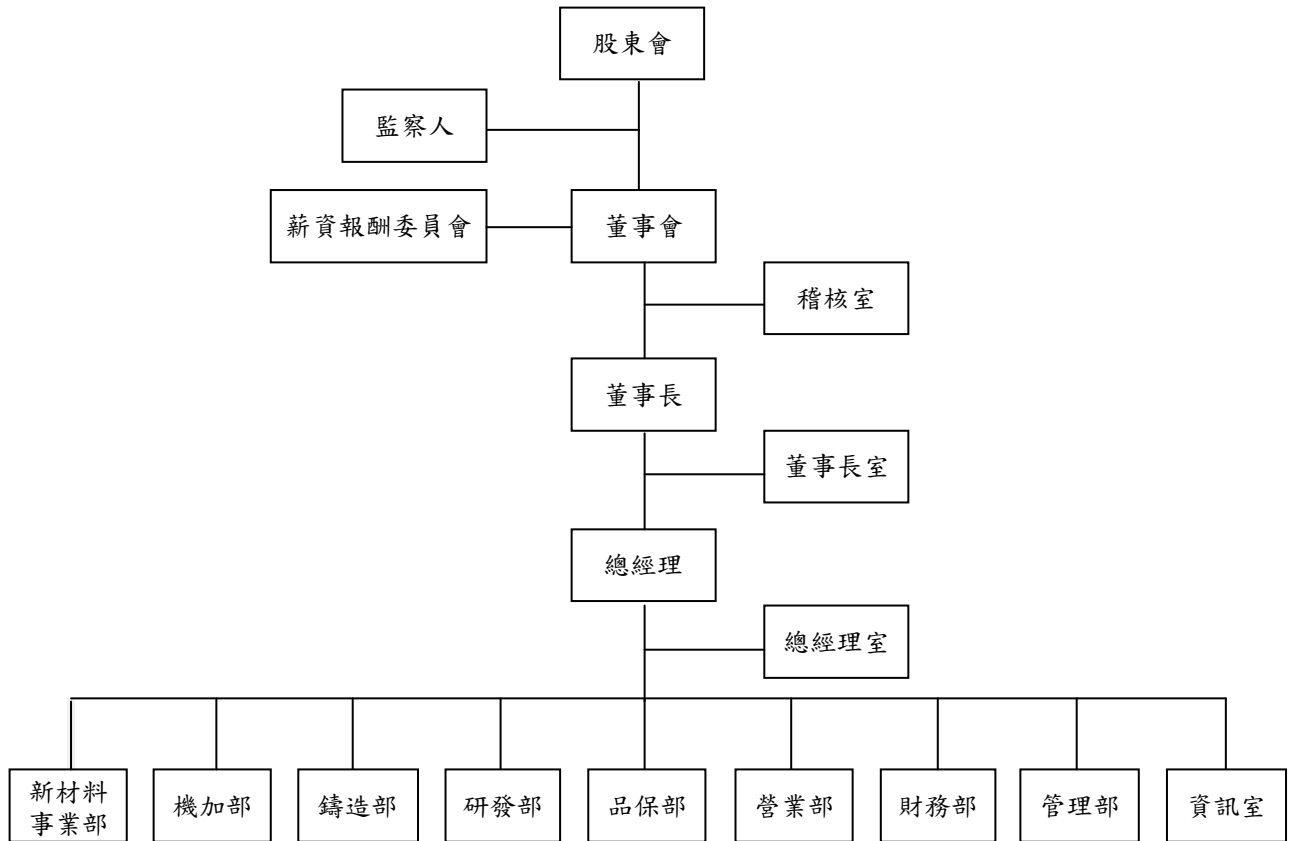 股東會
監察人
薪資報酬委員會
董事會
稽核室
董事長
董事長室
總經理
總經理室
新材料
事業部
機加部
鑄造部
研發部
品保部
營業部
財務部
管理部
資訊室